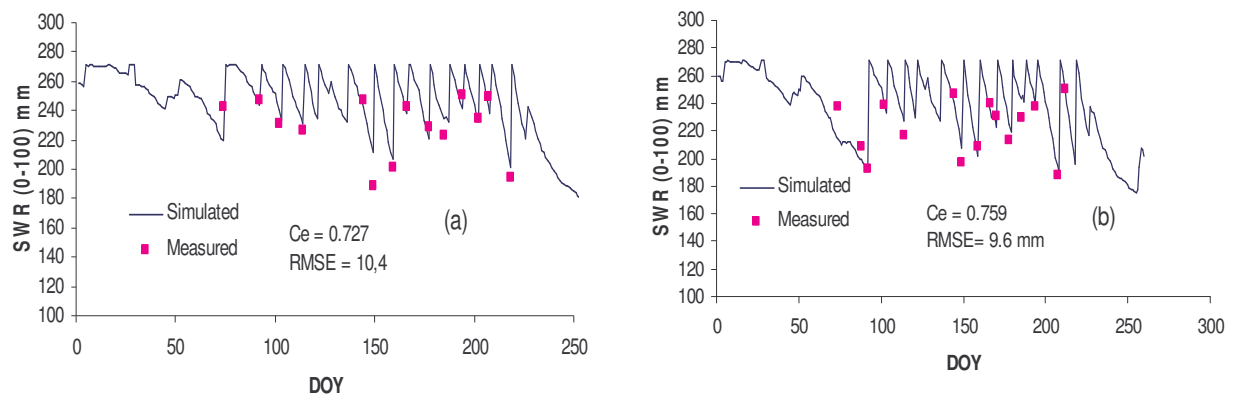 SWR (0-100) mm
300
280
260
240
220
200
180
160
140
120
100
0
50
100
150
200
250
DOY
Simulated
Measured
Ce = 0.727
RMSE = 10,4
(a)
SWR (0-100) mm
300
280
260
240
220
200
180
160
140
120
100
0
50
100
150
200
250
300
DOY
Simulated
Measured
Ce = 0.759
RMSE= 9.6 mm
(b)